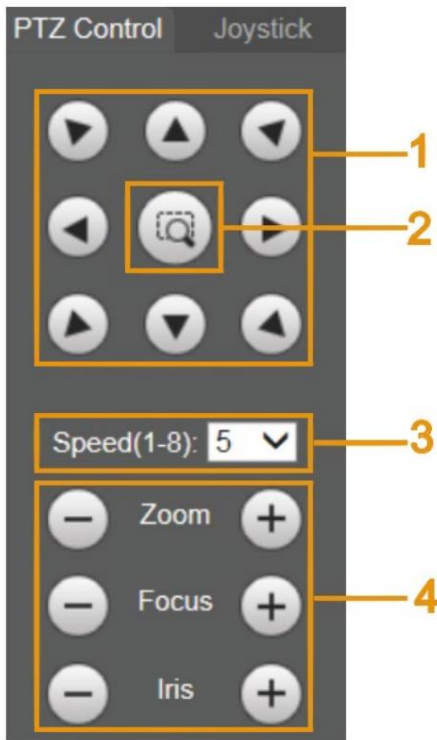 PTZ Control Joystick
1
2
Speed(1-8): 5
3
− Zoom +
− Focus +
4
− Iris +